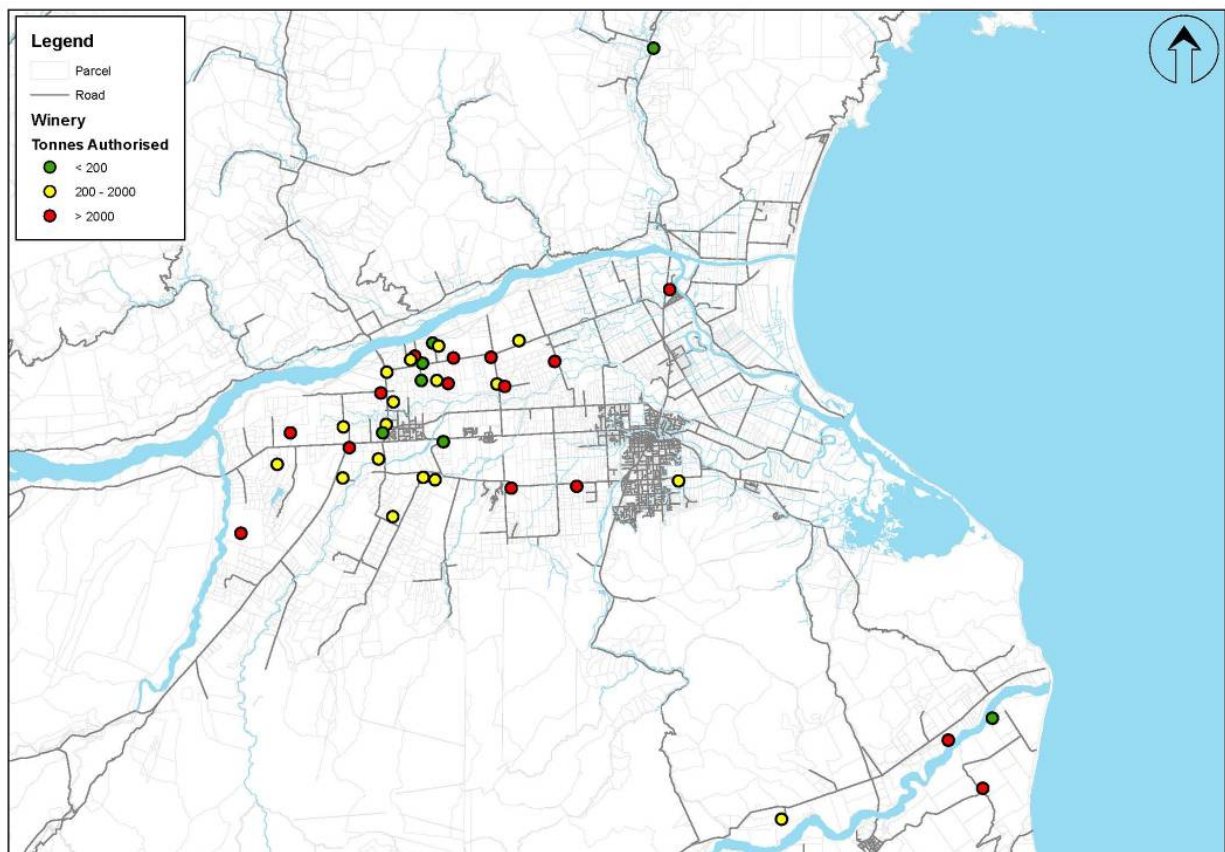 Legend
Parcel
Road
Winery
Tonnes Authorised
< 200
200 - 2000
> 2000